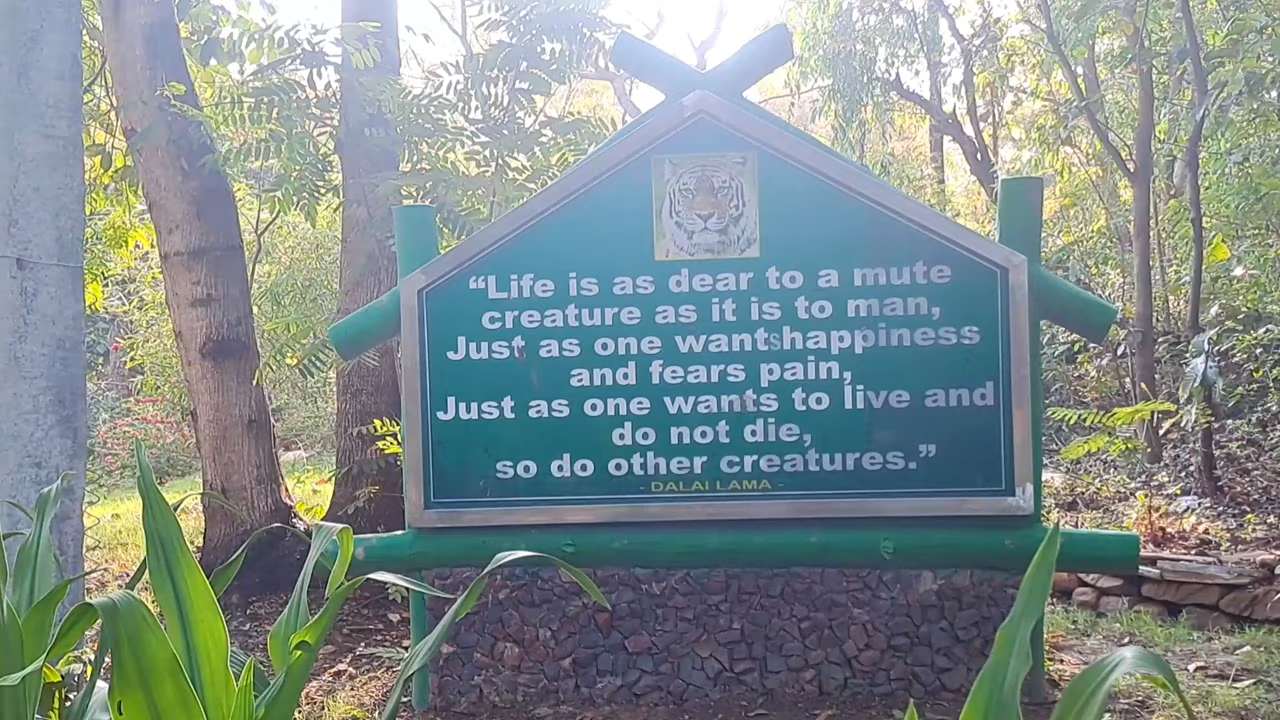 “Life is as dear to a mute
creature as it is to man,
Just as one wantshappiness
and fears pain,
Just as one wants to live and
do not die,
so do other creatures.”
- DALAI LAMA -